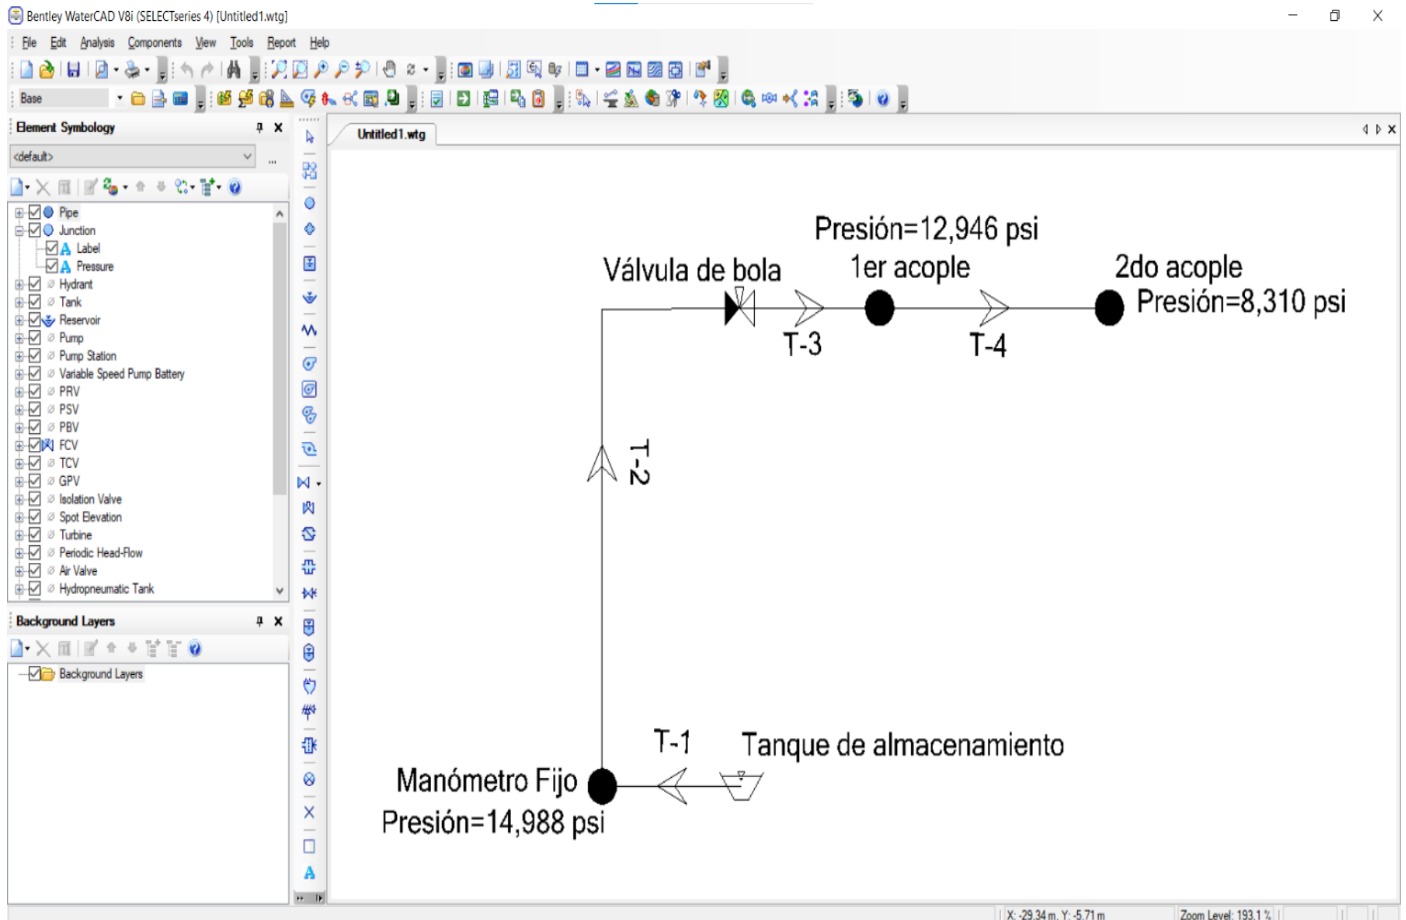 Bentley WaterCAD V8i (SELECTseries 4) [Untitled1.wtg]
File Edit Analysis Components View Tools Report Help
Base
Element Symbology
<default>
...
Pipe
Junction
Label
Pressure
Hydrant
Tank
Reservoir
Pump
Pump Station
Variable Speed Pump Battery
PRV
PSV
PBV
FCV
TCV
GPV
Isolation Valve
Spot Elevation
Turbine
Periodic Head-Flow
Air Valve
Hydropneumatic Tank
Background Layers
Background Layers
Untitled1.wtg
Presión=12,946 psi
Válvula de bola
1er acople
2do acople
Presión=8,310 psi
T-3
T-4
T-2
T-1
Tanque de almacenamiento
Manómetro Fijo
Presión=14,988 psi
X: -29.34 m, Y: -5.71 m
Zoom Level: 193.1 %